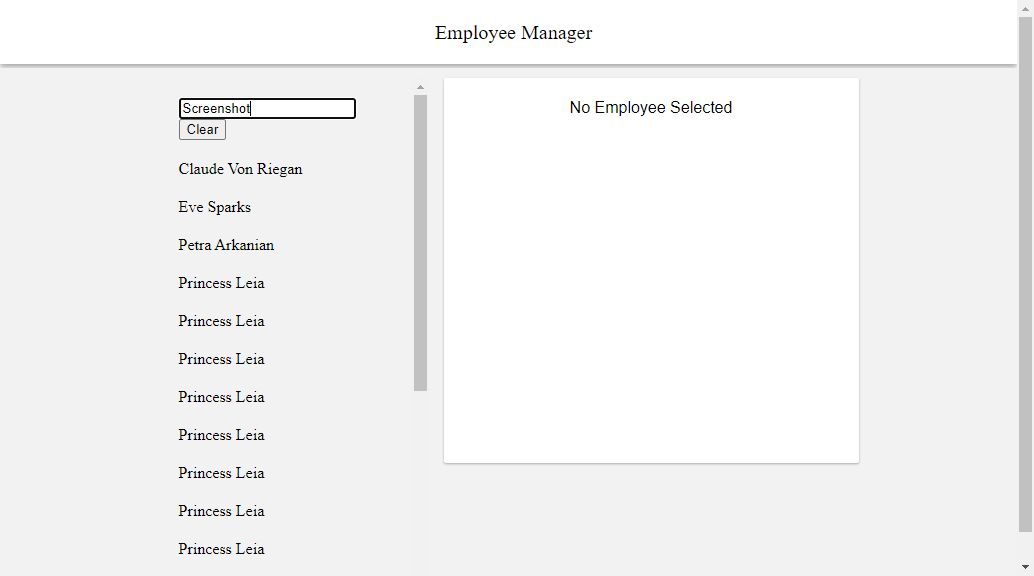 Employee Manager
Screenshot
Clear
Claude Von Riegan
Eve Sparks
Petra Arkanian
Princess Leia
Princess Leia
Princess Leia
Princess Leia
Princess Leia
Princess Leia
Princess Leia
Princess Leia
No Employee Selected